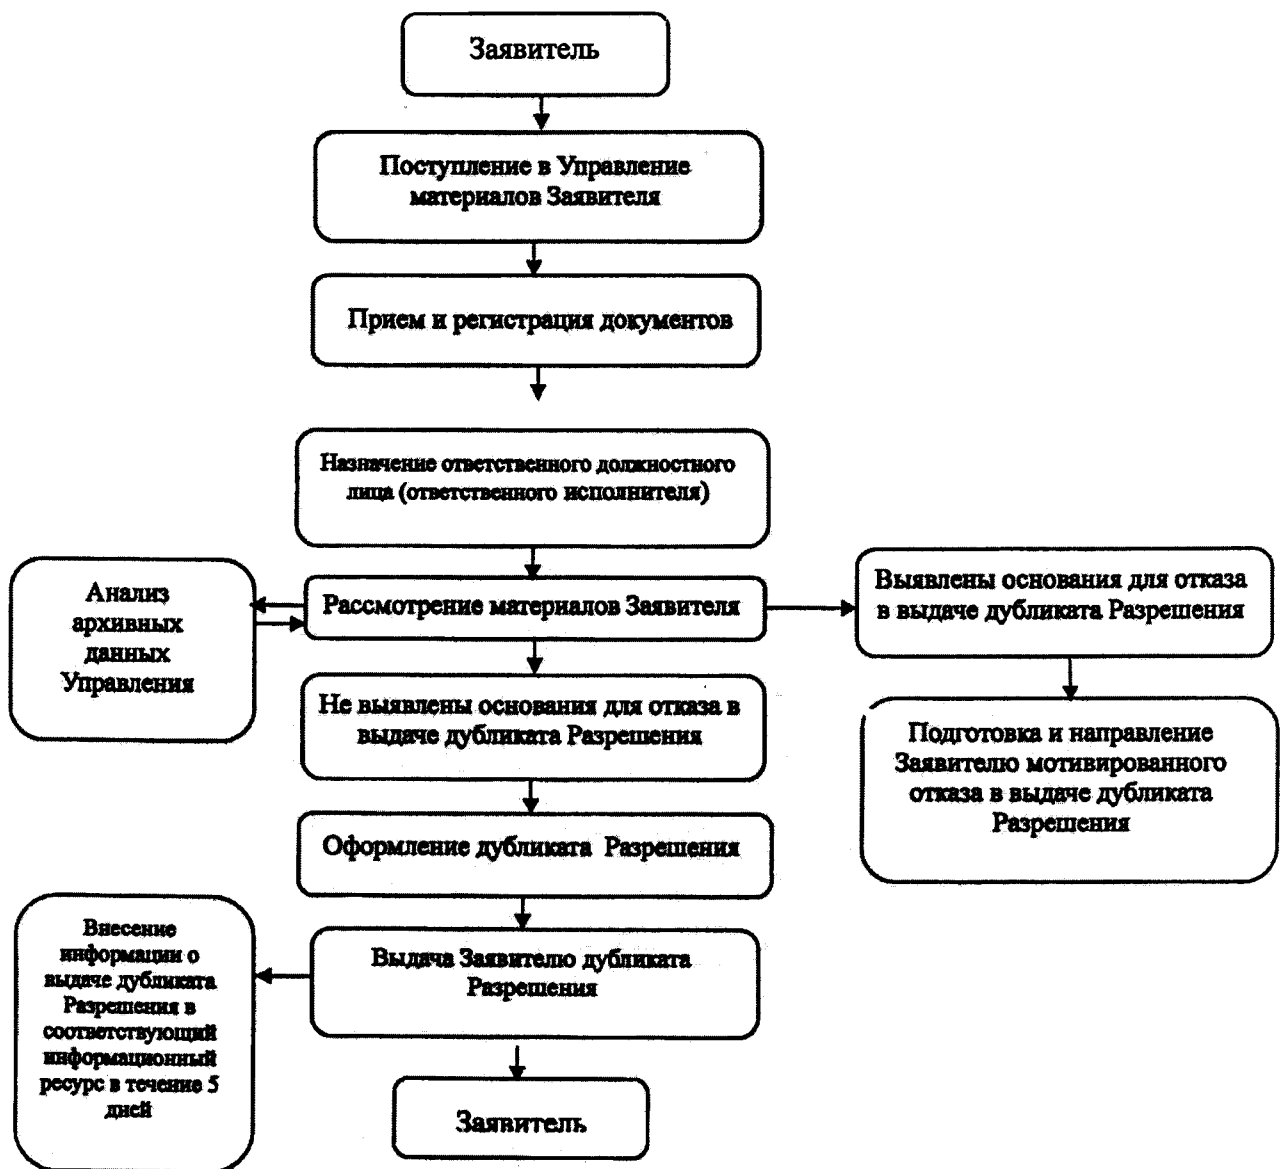 Заявитель
Поступление в Управление
материалов Заявителя
Прием и регистрация документов
Назначение ответственного должностного
лица (ответственного исполнителя)
Анализ
архивных
данных
Управления
Рассмотрение материалов Заявителя
Выявлены основания для отказа
в выдаче дубликата Разрешения
Не выявлены основания для отказа в
выдаче дубликата Разрешения
Подготовка и направление
Заявителю мотивированного
отказа в выдаче дубликата
Разрешения
Оформление дубликата Разрешения
Внесение
информации о
выдаче дубликата
Разрешения в
соответствующий
информационный
ресурс в течение 5
дней
Выдача Заявителю дубликата
Разрешения
Заявитель